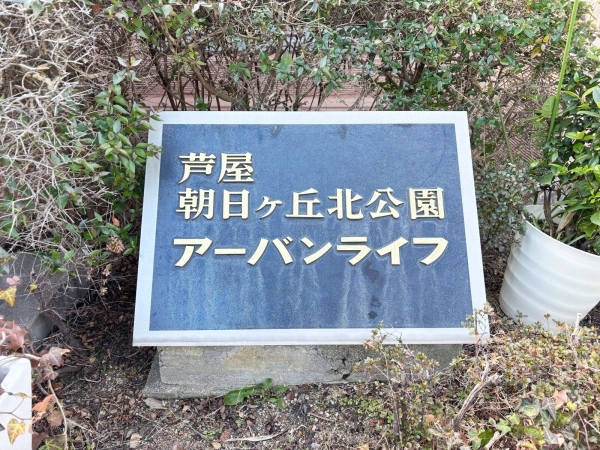 芦屋
朝日ヶ丘北公園
アーバンライフ